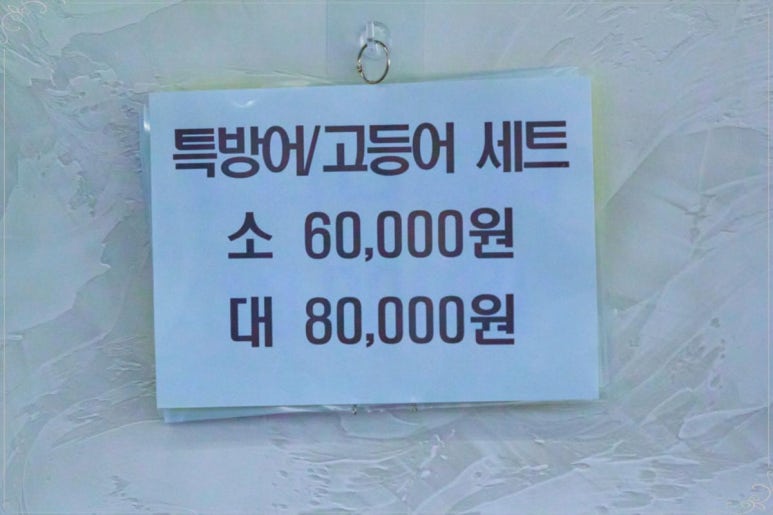 특방어/고등어 세트
소 60,000원
대 80,000원